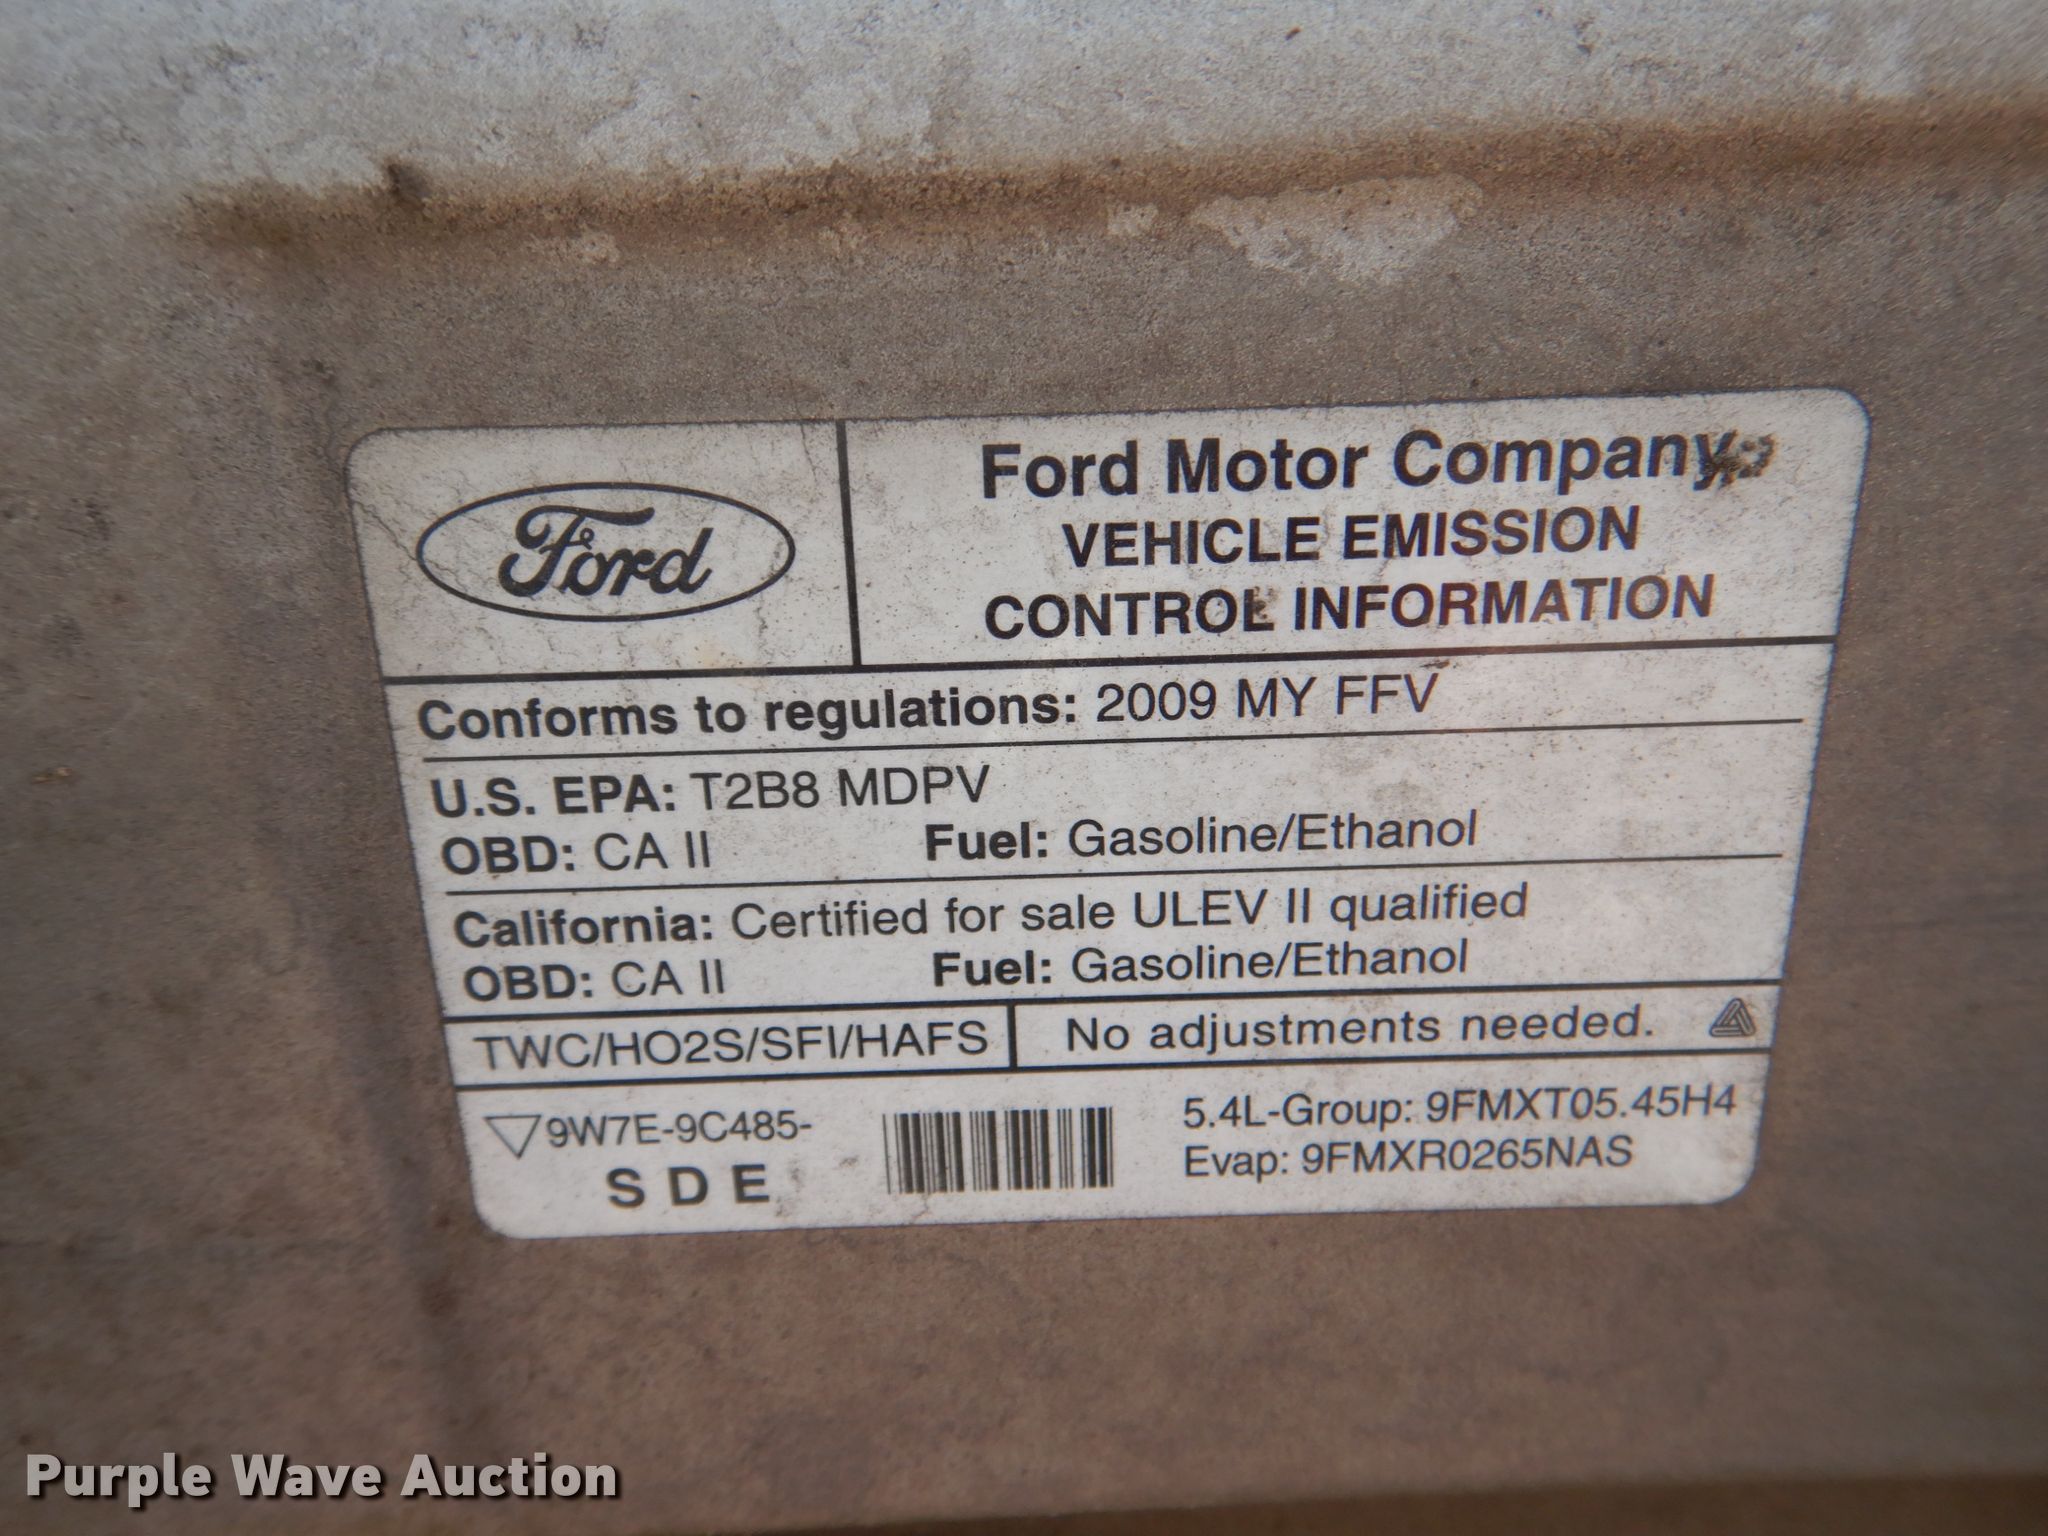 Ford
Ford Motor Company
VEHICLE EMISSION
CONTROL INFORMATION
Conforms to regulations: 2009 MY FFV
U.S. EPA: T2B8 MDPV
OBD: CA II Fuel: Gasoline/Ethanol
California: Certified for sale ULEV II qualified
OBD: CA II Fuel: Gasoline/Ethanol
TWC/HO2S/SFI/HAFS No adjustments needed.
9W7E-9C485-
S D E
5.4L-Group: 9FMXT05.45H4
Evap: 9FMXR0265NAS
Purple Wave Auction